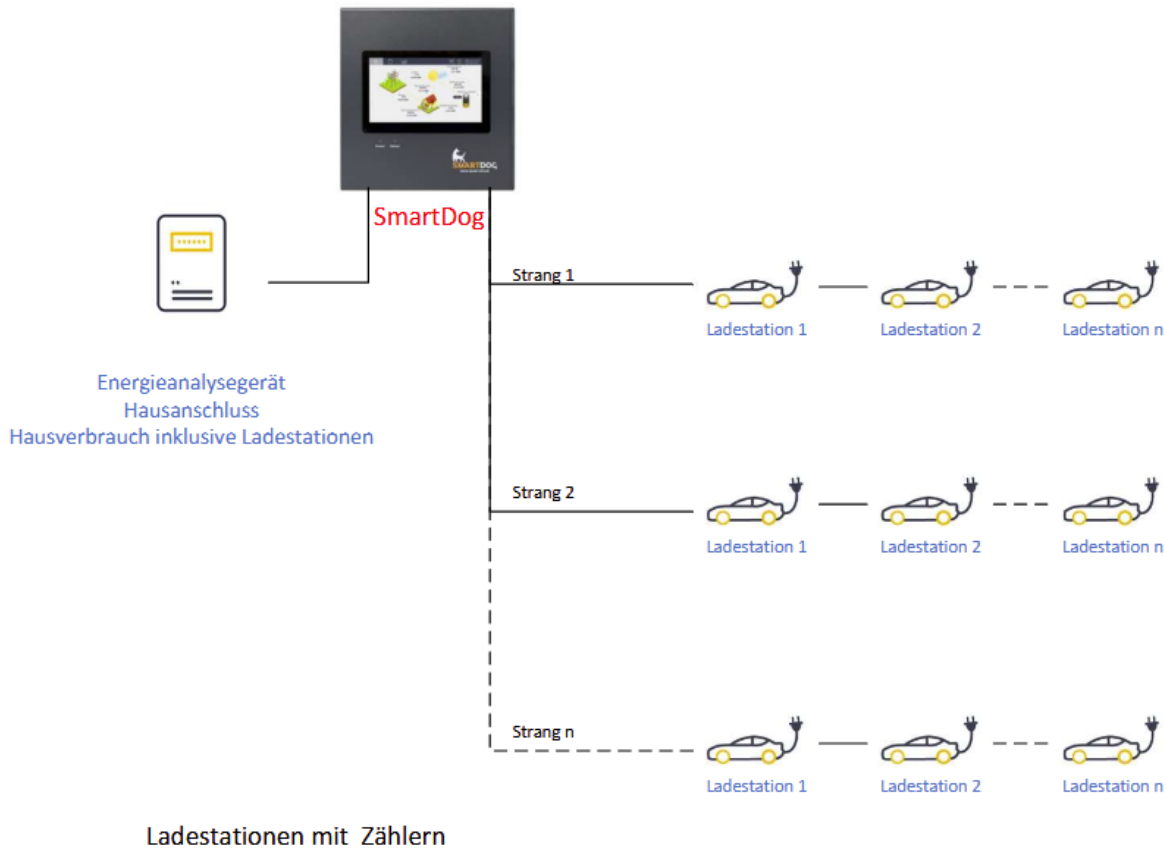 SMARTDOG
SmartDog
Strang 1
Ladestation 1
Ladestation 2
Ladestation n
Energieanalysegerät
Hausanschluss
Hausverbrauch inklusive Ladestationen
Strang 2
Ladestation 1
Ladestation 2
Ladestation n
Strang n
Ladestation 1
Ladestation 2
Ladestation n
Ladestationen mit Zählern